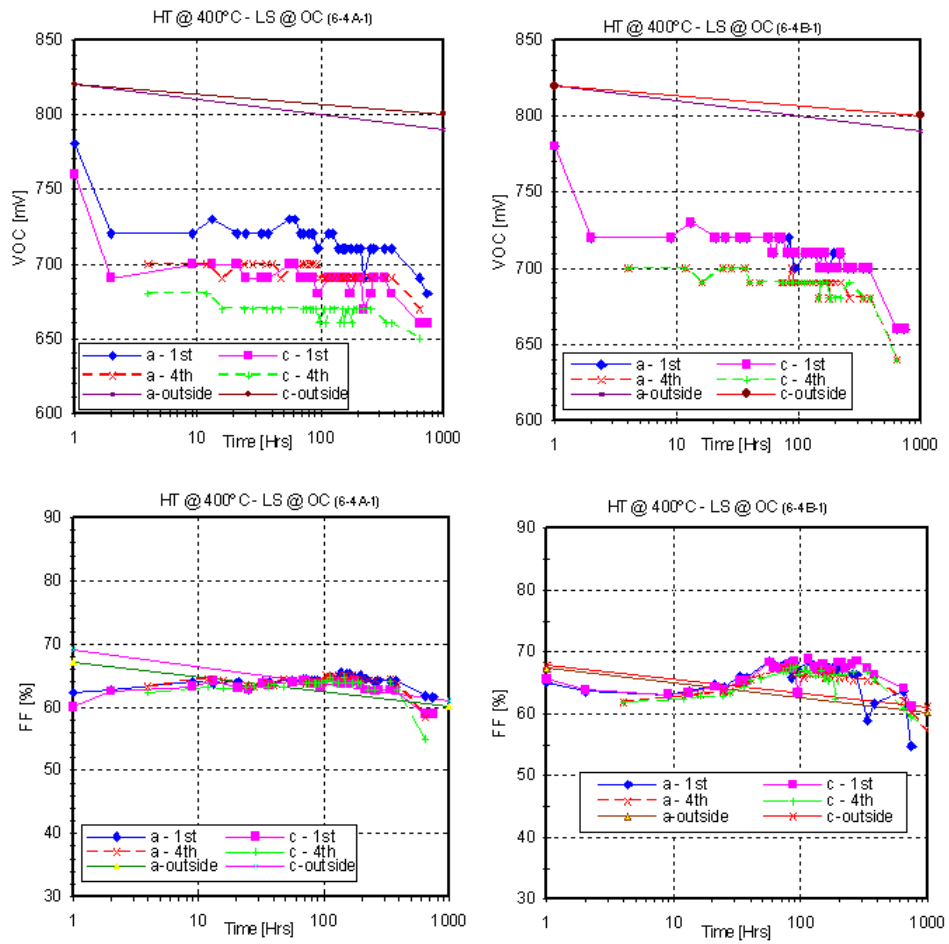 HT @ 400°C - LS @ OC (6-4A-1)
850
800
750
700
650
600
VOC [mV]
a - 1st
c - 1st
a - 4th
c - 4th
a-outside
c-outside
1
10
100
1000
Time [Hrs]
HT @ 400°C - LS @ OC (6-4B-1)
850
800
750
700
650
600
VOC [mV]
a - 1st
c - 1st
a - 4th
c - 4th
a-outside
c-outside
1
10
100
1000
Time [Hrs]
HT @ 400°C - LS @ OC (6-4A-1)
90
80
70
60
50
40
30
FF [%]
a - 1st
c - 1st
a - 4th
c - 4th
a-outside
c-outside
1
10
100
1000
Time [Hrs]
HT @ 400°C - LS @ OC (6-4B-1)
90
80
70
60
50
40
30
FF [%]
a - 1st
c - 1st
a - 4th
c - 4th
a-outside
c-outside
1
10
100
1000
Time [Hrs]